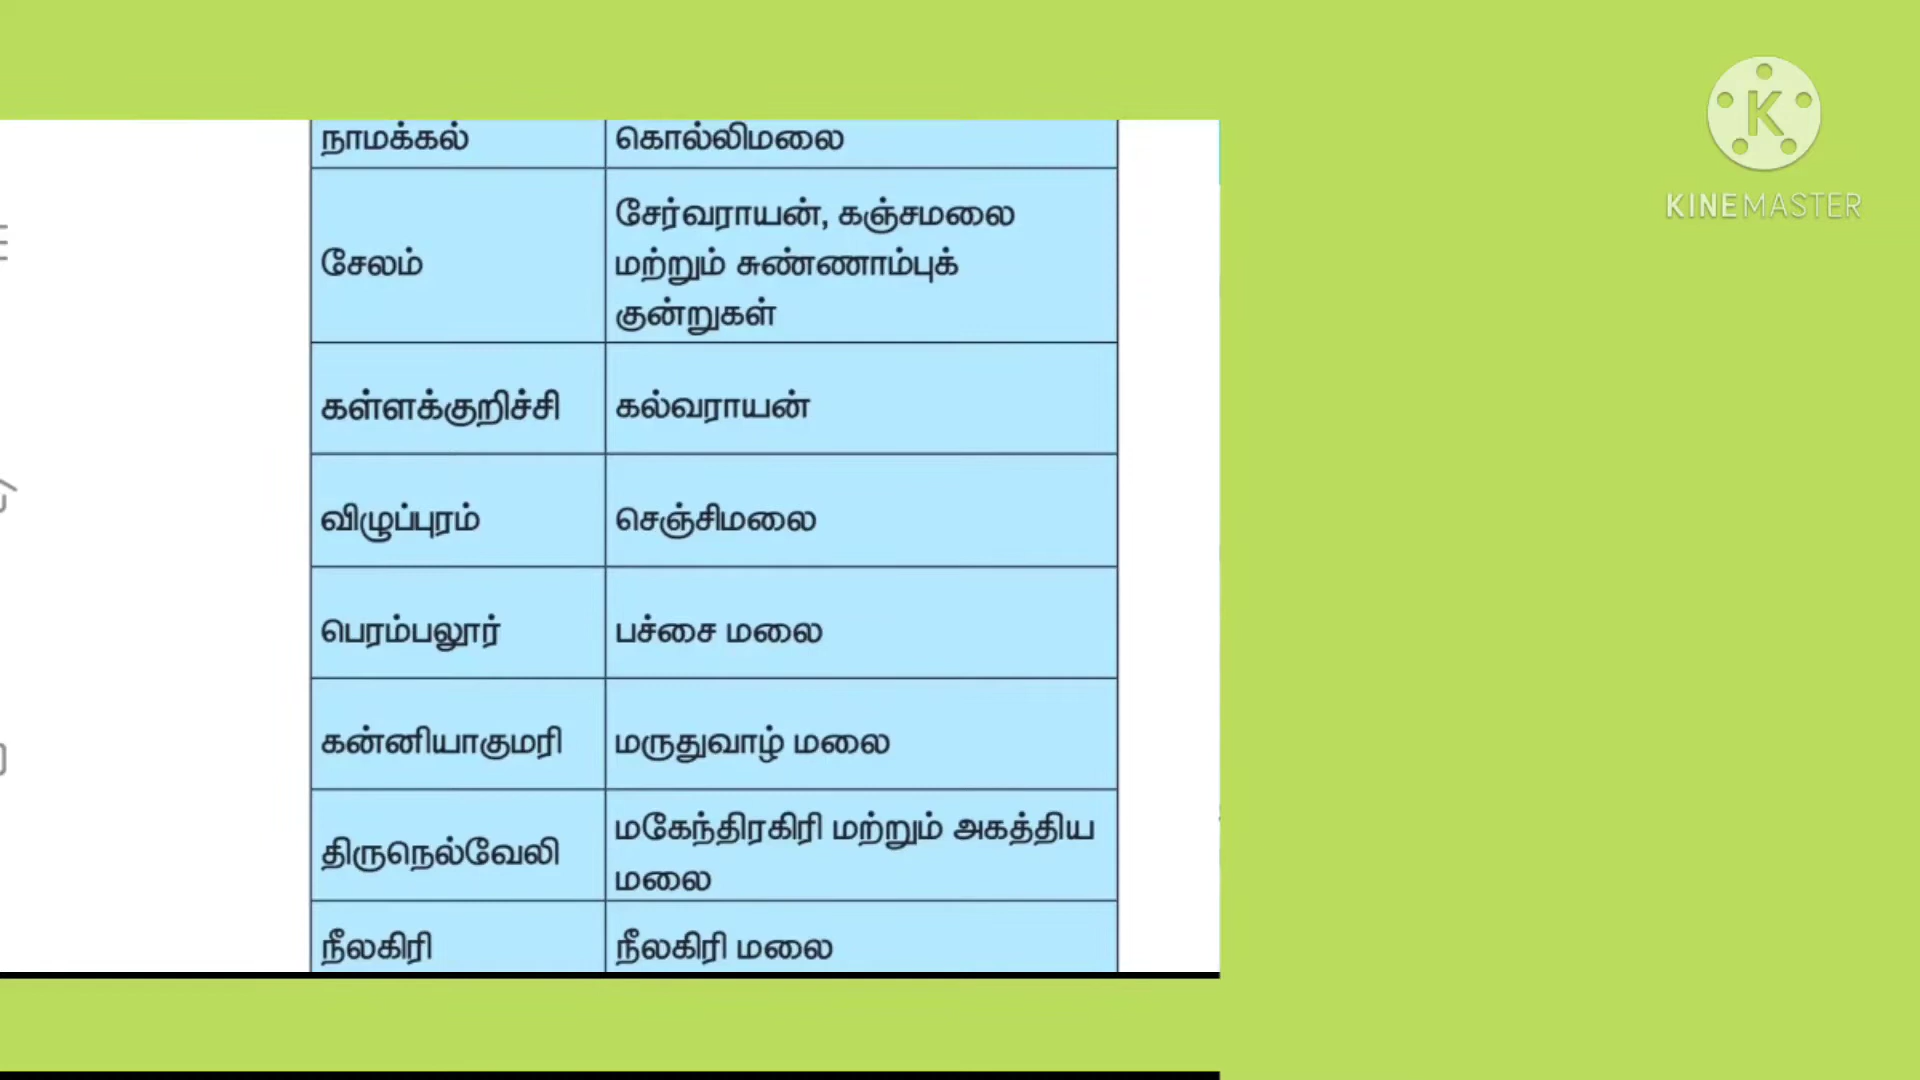 நாமக்கல் கொல்லிமலை
சேலம் சேர்வராயன், கஞ்சமலை
மற்றும் சுண்ணாம்புக்
குன்றுகள்
கள்ளக்குறிச்சி கல்வராயன்
விழுப்புரம் செஞ்சிமலை
பெரம்பலூர் பச்சை மலை
கன்னியாகுமரி மருதுவாழ் மலை
திருநெல்வேலி மகேந்திரகிரி மற்றும் அகத்திய
மலை
நீலகிரி நீலகிரி மலை
K
KINEMASTER